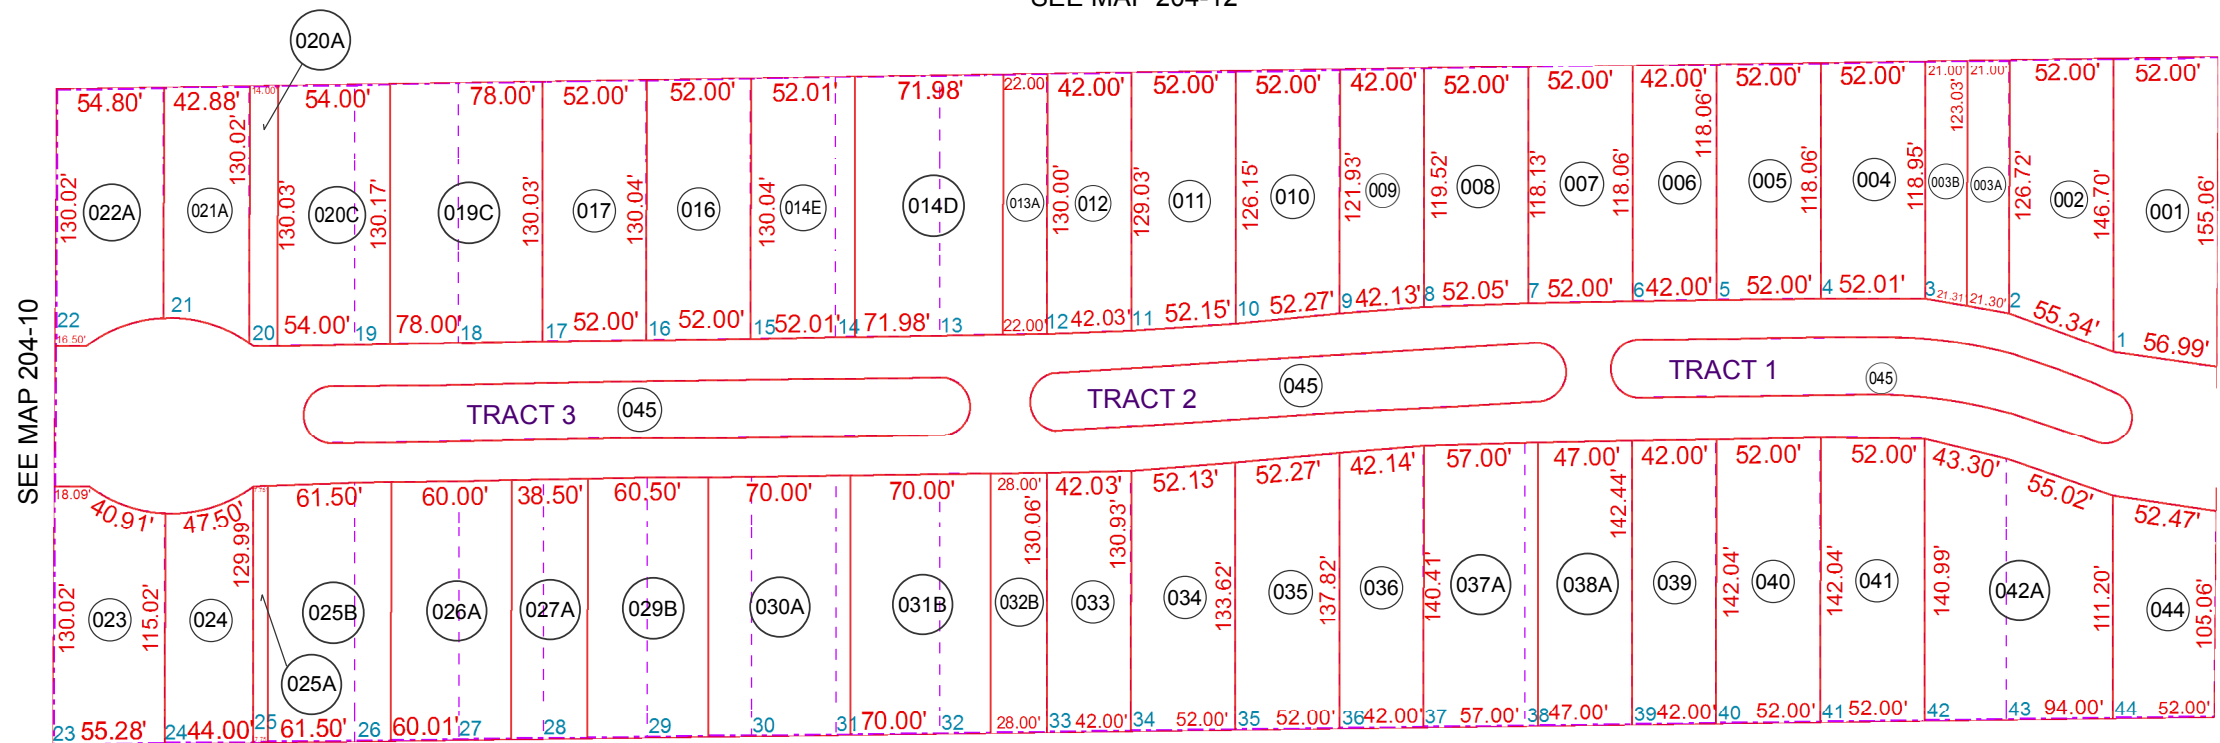 SEE MAP 204-12
020A
54.80' 42.88' 14.00' 54.00' 78.00' 52.00' 52.00' 52.01' 71.98' 22.00' 42.00' 52.00' 52.00' 42.00' 52.00' 52.00' 42.00' 52.00' 52.00' 21.00' 21.00' 52.00' 52.00'
130.02' 022A 021A 130.02' 130.03' 020C 130.17' 019C 130.03' 017 130.04' 016 130.04' 014E 014D 013A 130.00' 012 129.03' 011 126.15' 010 121.93' 009 119.52' 008 118.13' 007 118.06' 006 118.06' 005 118.06' 004 118.95' 003B 123.03' 003A 126.72' 002 146.70' 001 155.06'
22 21 20 54.00' 19 78.00' 18 17 52.00' 16 52.00' 15 52.01' 14 71.98' 13 22.00' 12 42.03' 11 52.15' 10 52.27' 9 42.13' 8 52.05' 7 52.00' 6 42.00' 5 52.00' 4 52.01' 3 21.31 21.30' 2 55.34' 1 56.99'
16.50'
SEE MAP 204-10
TRACT 3 045
TRACT 2 045
TRACT 1 045
18.09' 40.91' 47.50' 7.75' 61.50' 60.00' 38.50' 60.50' 70.00' 70.00' 28.00' 42.03' 52.13' 52.27' 42.14' 57.00' 47.00' 42.00' 52.00' 52.00' 43.30' 55.02' 52.47'
130.02' 023 115.02' 024 129.99' 025B 026A 027A 029B 030A 031B 032B 130.06' 033 130.93' 034 133.62' 035 137.82' 036 140.41' 037A 038A 142.44' 039 040 142.04' 041 142.04' 140.99' 042A 111.20' 044 105.06'
025A
23 55.28' 24 44.00' 25 61.50' 26 60.01' 27 28 29 30 31 70.00' 32 28.00' 33 42.00' 34 52.00' 35 52.00' 36 42.00' 37 57.00' 38 47.00' 39 42.00' 40 52.00' 41 52.00' 42 43 94.00' 44 52.00'